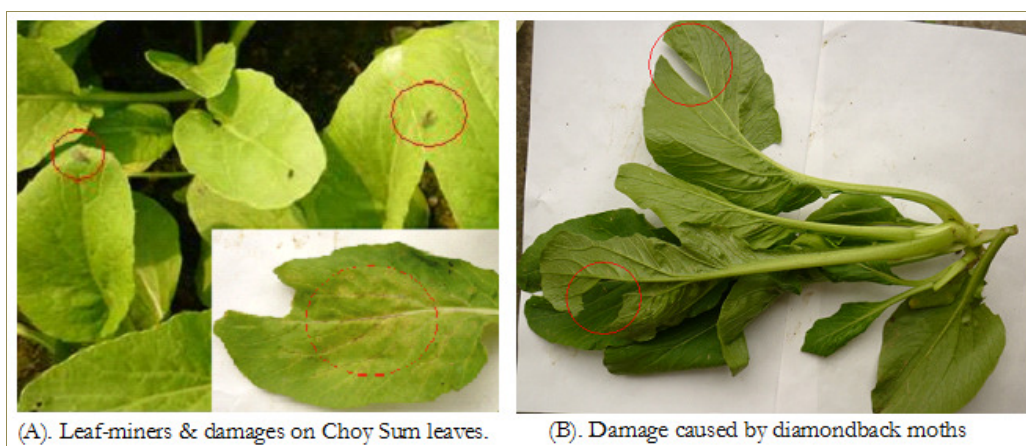 (A). Leaf-miners & damages on Choy Sum leaves.
(B). Damage caused by diamondback moths